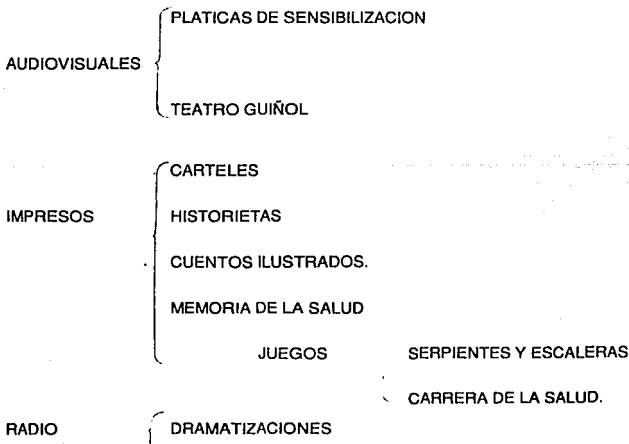 PLATICAS DE SENSIBILIZACION
AUDIOVISUALES
TEATRO GUIÑOL
CARTELES
IMPRESOS HISTORIETAS
CUENTOS ILUSTRADOS.
MEMORIA DE LA SALUD
JUEGOS SERPIENTES Y ESCALERAS
CARRERA DE LA SALUD.
RADIO DRAMATIZACIONES